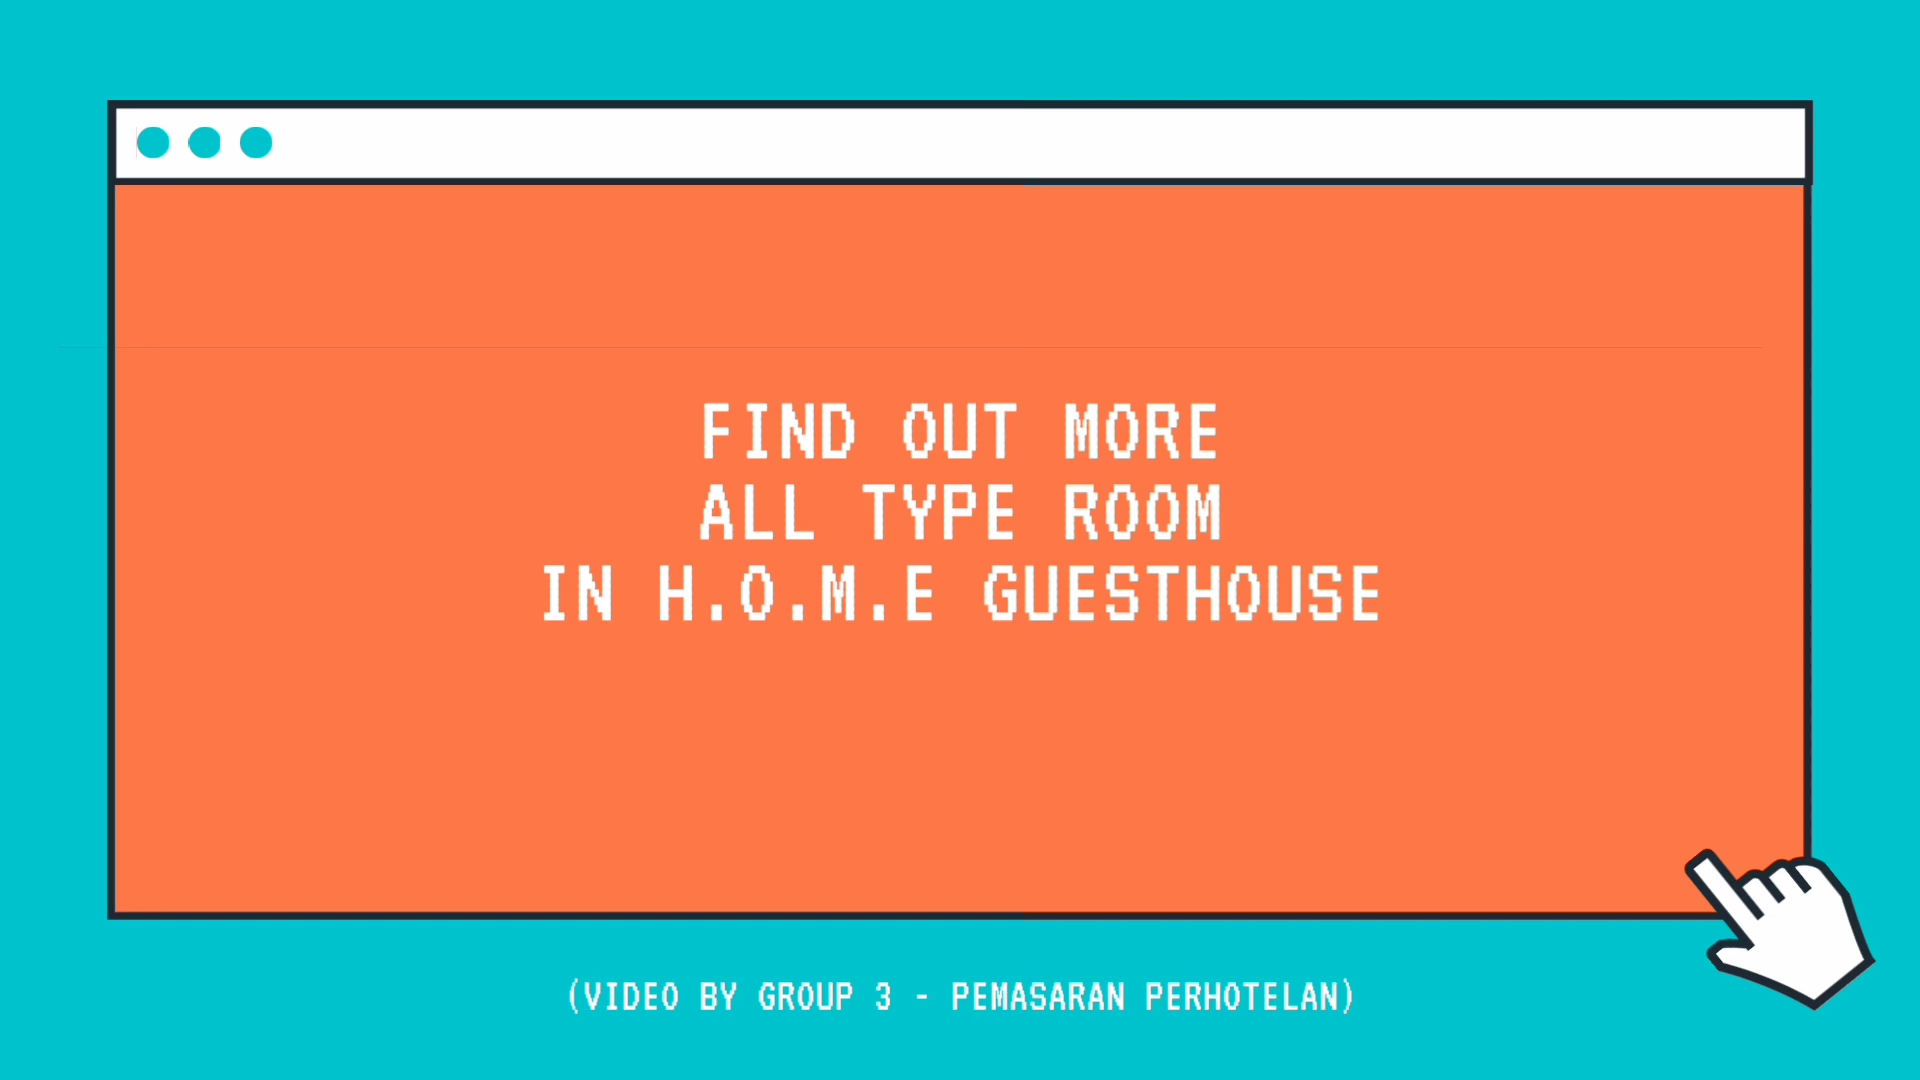 FIND OUT MORE
ALL TYPE ROOM
IN H.O.M.E GUESTHOUSE
(VIDEO BY GROUP 3 - PEMASARAN PERHOTELAN)